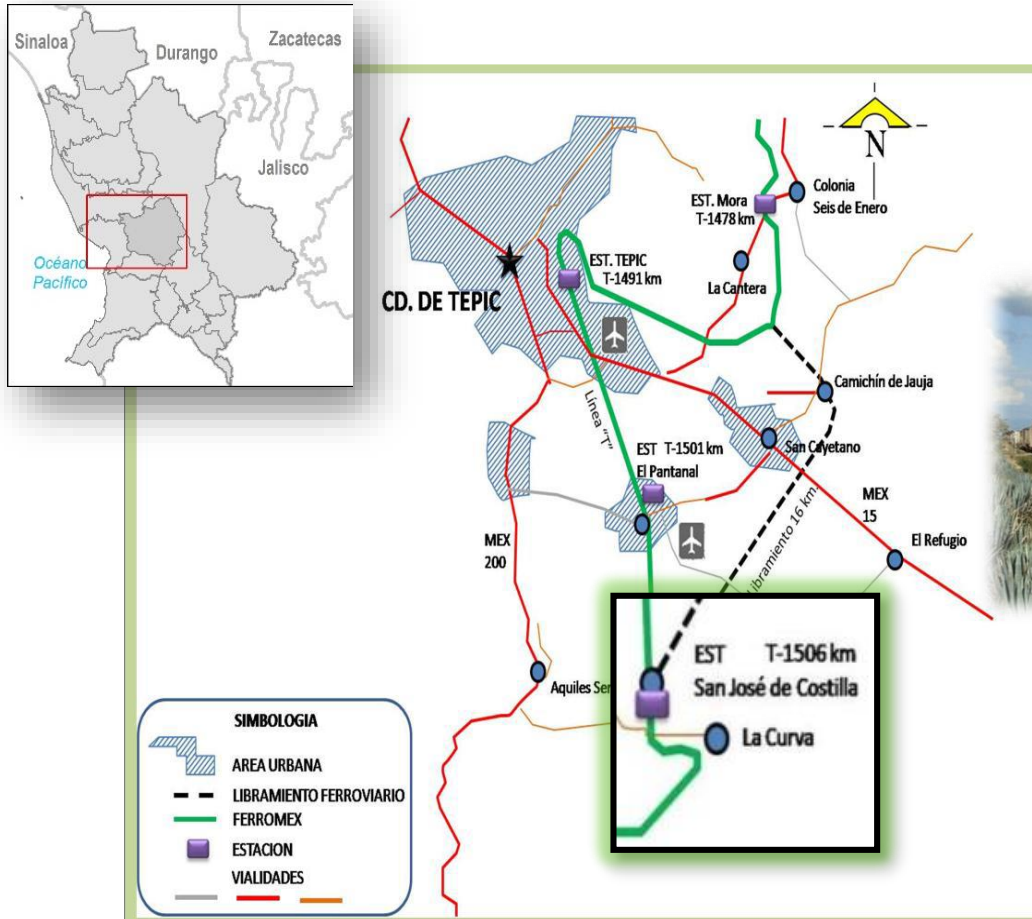 Sinaloa
Durango
Zacatecas
Jalisco
Océano
Pacífico
N
EST. Mora
T-1478 km
Colonia
Seis de Enero
EST. TEPIC
T-1491 km
La Cantera
CD. DE TEPIC
Línea "T"
Camichín de Jauja
EST T-1501 km
El Pantanal
San Cayetano
MEX
15
MEX
200
El Refugio
Libramiento 16 km.
EST T-1506 km
San José de Costilla
La Curva
Aquiles Ser
SIMBOLOGIA
AREA URBANA
LIBRAMIENTO FERROVIARIO
FERROMEX
ESTACION
VIALIDADES